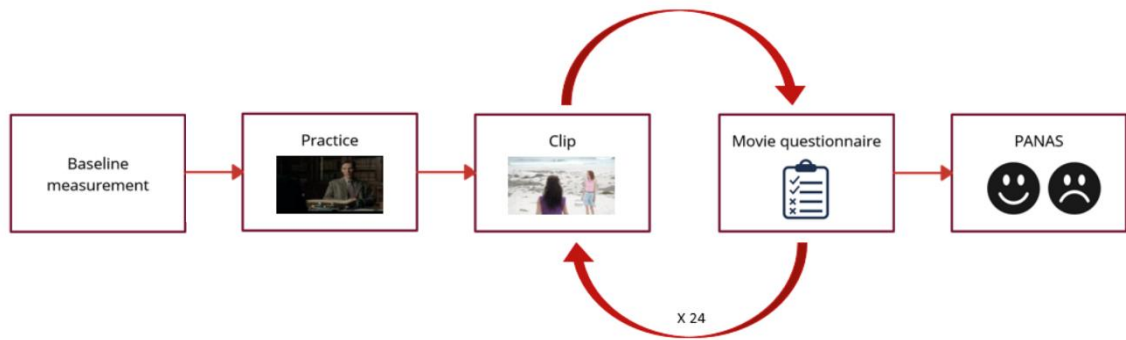 Baseline
measurement
Practice
Clip
Movie questionnaire
PANAS
X 24